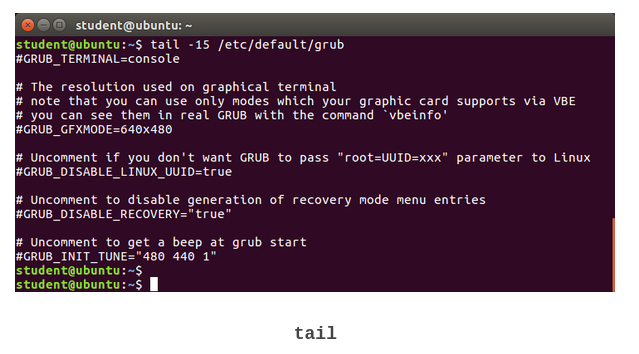 student@ubuntu: ~
student@ubuntu:~$ tail -15 /etc/default/grub
#GRUB_TERMINAL=console
# The resolution used on graphical terminal
# note that you can use only modes which your graphic card supports via VBE
# you can see them in real GRUB with the command `vbeinfo'
#GRUB_GFXMODE=640x480
# Uncomment if you don't want GRUB to pass "root=UUID=xxx" parameter to Linux
#GRUB_DISABLE_LINUX_UUID=true
# Uncomment to disable generation of recovery mode menu entries
#GRUB_DISABLE_RECOVERY="true"
# Uncomment to get a beep at grub start
#GRUB_INIT_TUNE="480 440 1"
student@ubuntu:~$
student@ubuntu:~$
tail